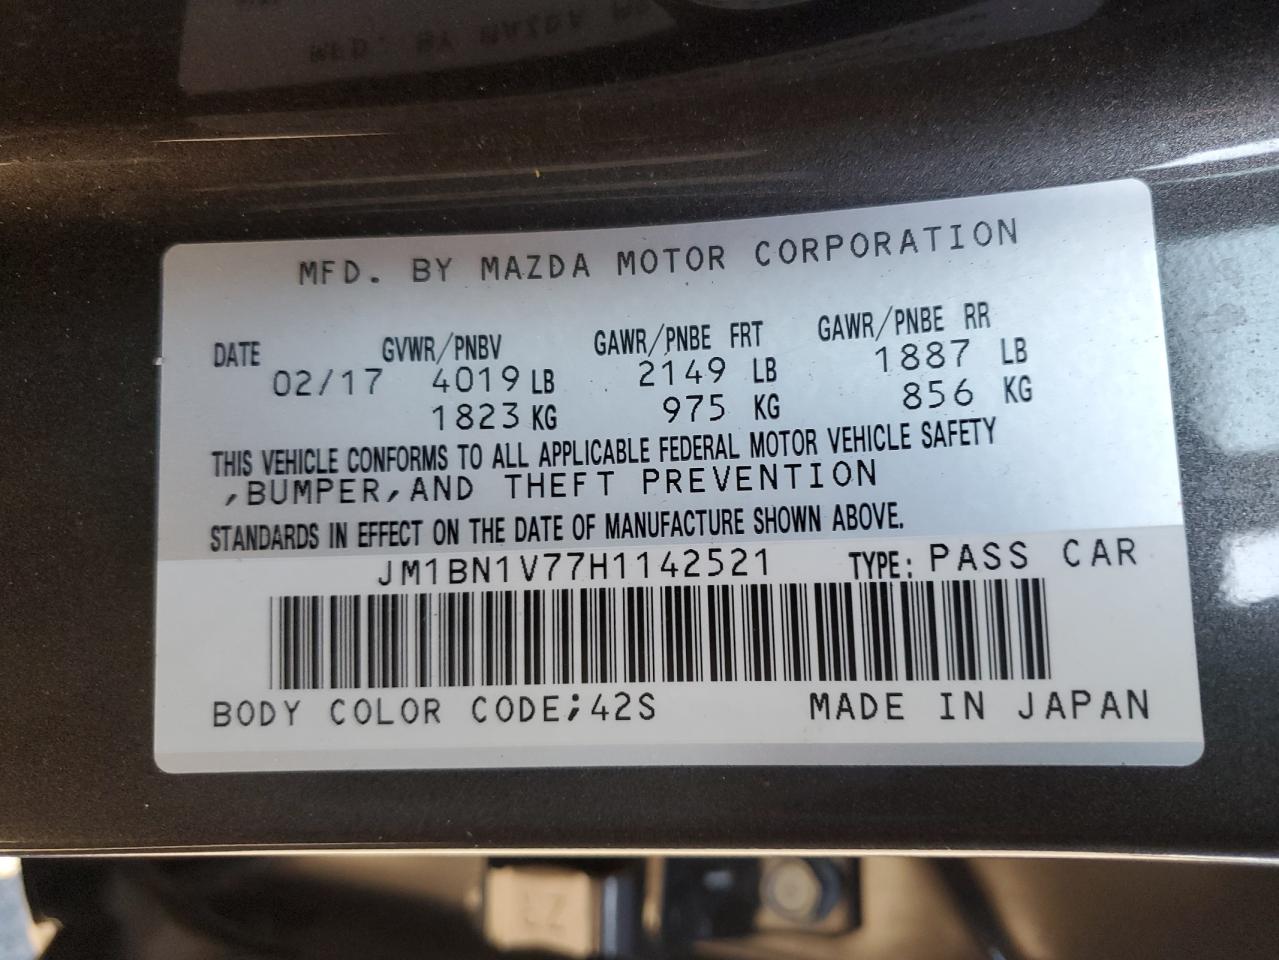 MFD. BY MAZDA MOTOR CORPORATION
DATE GVWR/PNBV GAWR/PNBE FRT GAWR/PNBE RR
02/17 4019 LB 2149 LB 1887 LB
1823 KG 975 KG 856 KG
THIS VEHICLE CONFORMS TO ALL APPLICABLE FEDERAL MOTOR VEHICLE SAFETY
,BUMPER,AND THEFT PREVENTION
STANDARDS IN EFFECT ON THE DATE OF MANUFACTURE SHOWN ABOVE.
JM1BN1V77H1142521 TYPE: PASS CAR
BODY COLOR CODE;42S MADE IN JAPAN